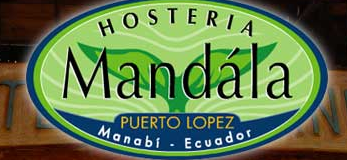 HOSTERIA
Mandála
PUERTO LOPEZ
Manabí - Ecuador